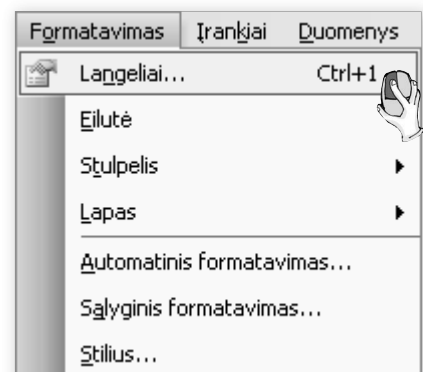 Formatavimas Įrankiai Duomenys
Langeliai... Ctrl+1
Eilutė
Stulpelis
Lapas
Automatinis formatavimas...
Sąlyginis formatavimas...
Stilius...